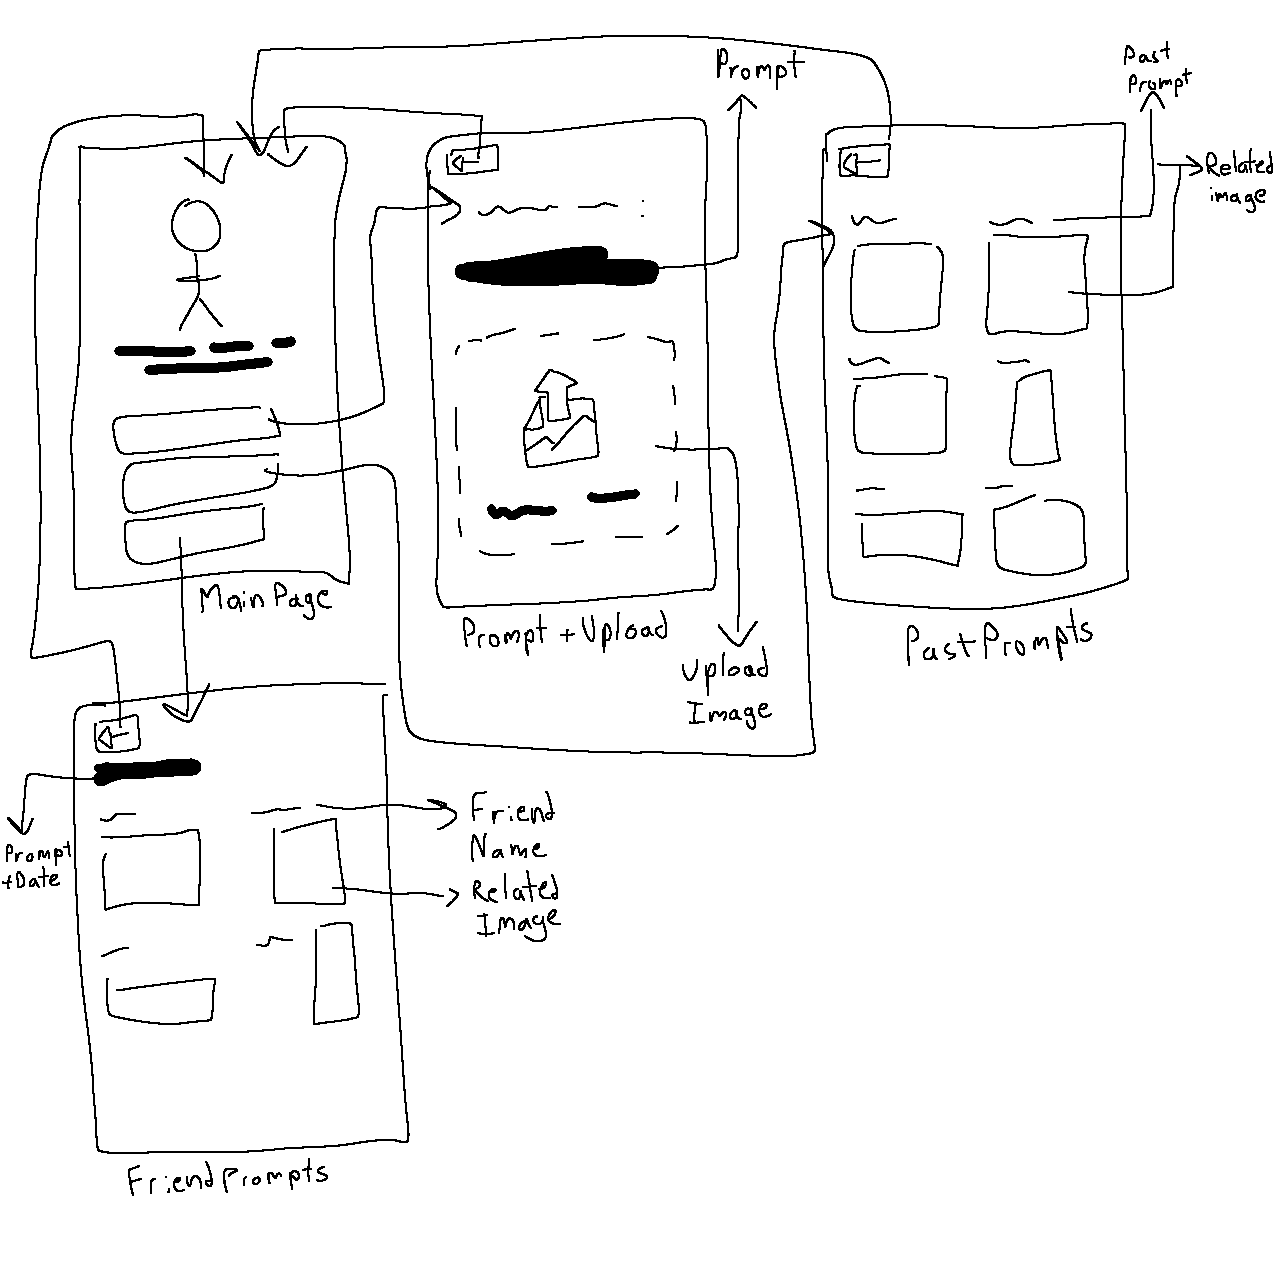 Prompt
Past
Prompt
Related
image
Main Page
Prompt + Upload
Upload
Image
Past Prompts
Prompt
+Date
Friend
Name
Related
Image
Friend Prompts